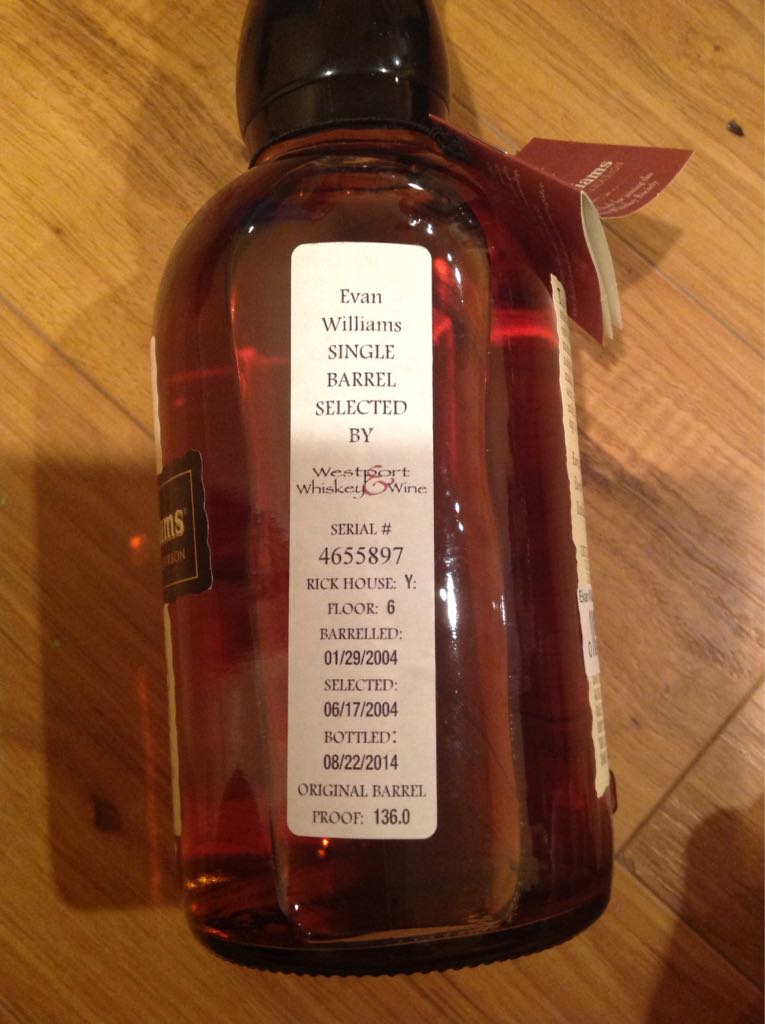 Evan
Williams
SINGLE
BARREL
SELECTED
BY
Westport
Whiskey & Wine
SERIAL #
4655897
RICK HOUSE: Y:
FLOOR: 6
BARRELLED:
01/29/2004
SELECTED:
06/17/2004
BOTTLED:
08/22/2014
ORIGINAL BARREL
PROOF: 136.0